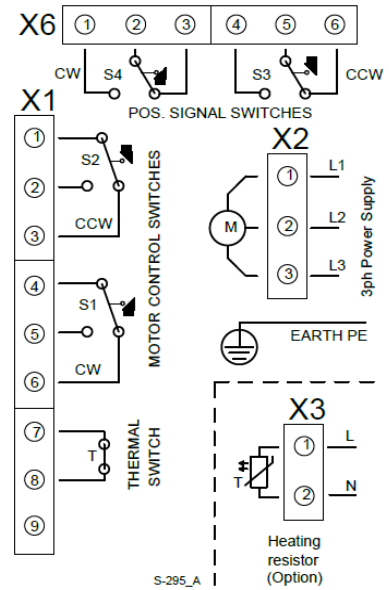 X6 1 2 3 4 5 6
CW S4 S3 CCW
POS. SIGNAL SWITCHES
X1
1
S2
2
CCW
3
4
S1
5
CW
6
MOTOR CONTROL SWITCHES
7
T
8
9
THERMAL
SWITCH
X2
1 L1
M 2 L2
3 L3
3ph Power Supply
EARTH PE
X3
1 L
T
2 N
Heating
resistor
(Option)
S-295_A